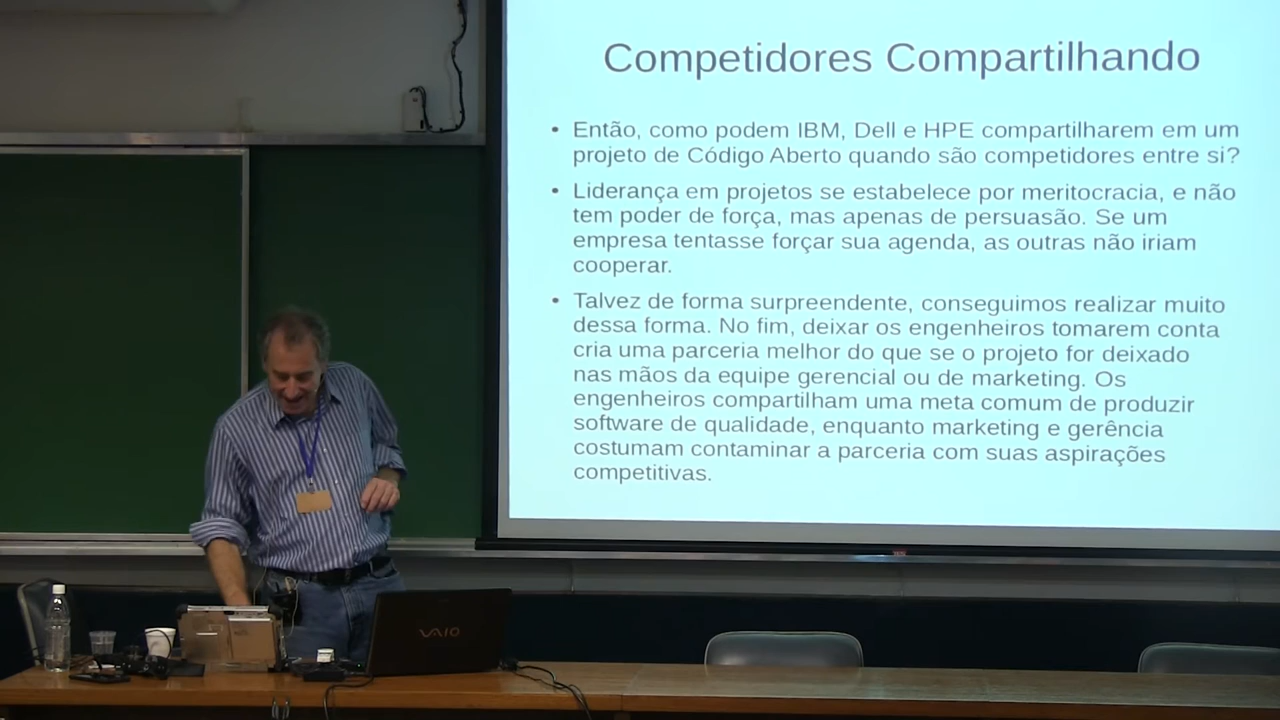 Competidores Compartilhando
• Então, como podem IBM, Dell e HPE compartilharem em um
projeto de Código Aberto quando são competidores entre si?
• Liderança em projetos se estabelece por meritocracia, e não
tem poder de força, mas apenas de persuasão. Se um
empresa tentasse forçar sua agenda, as outras não iriam
cooperar.
• Talvez de forma surpreendente, conseguimos realizar muito
dessa forma. No fim, deixar os engenheiros tomarem conta
cria uma parceria melhor do que se o projeto for deixado
nas mãos da equipe gerencial ou de marketing. Os
engenheiros compartilham uma meta comum de produzir
software de qualidade, enquanto marketing e gerência
costumam contaminar a parceria com suas aspirações
competitivas.
VAIO